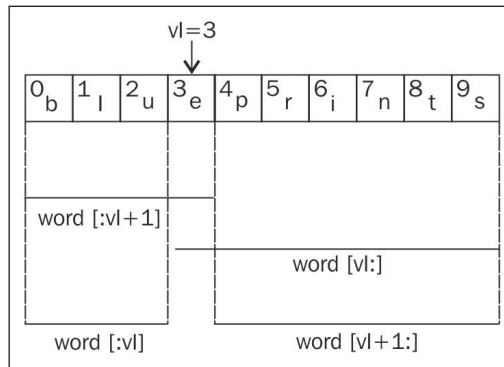 vl=3
0b 1l 2u 3e 4p 5r 6i 7n 8t 9s
word [:vl+1]
word [vl:]
word [:vl]
word [vl+1:]